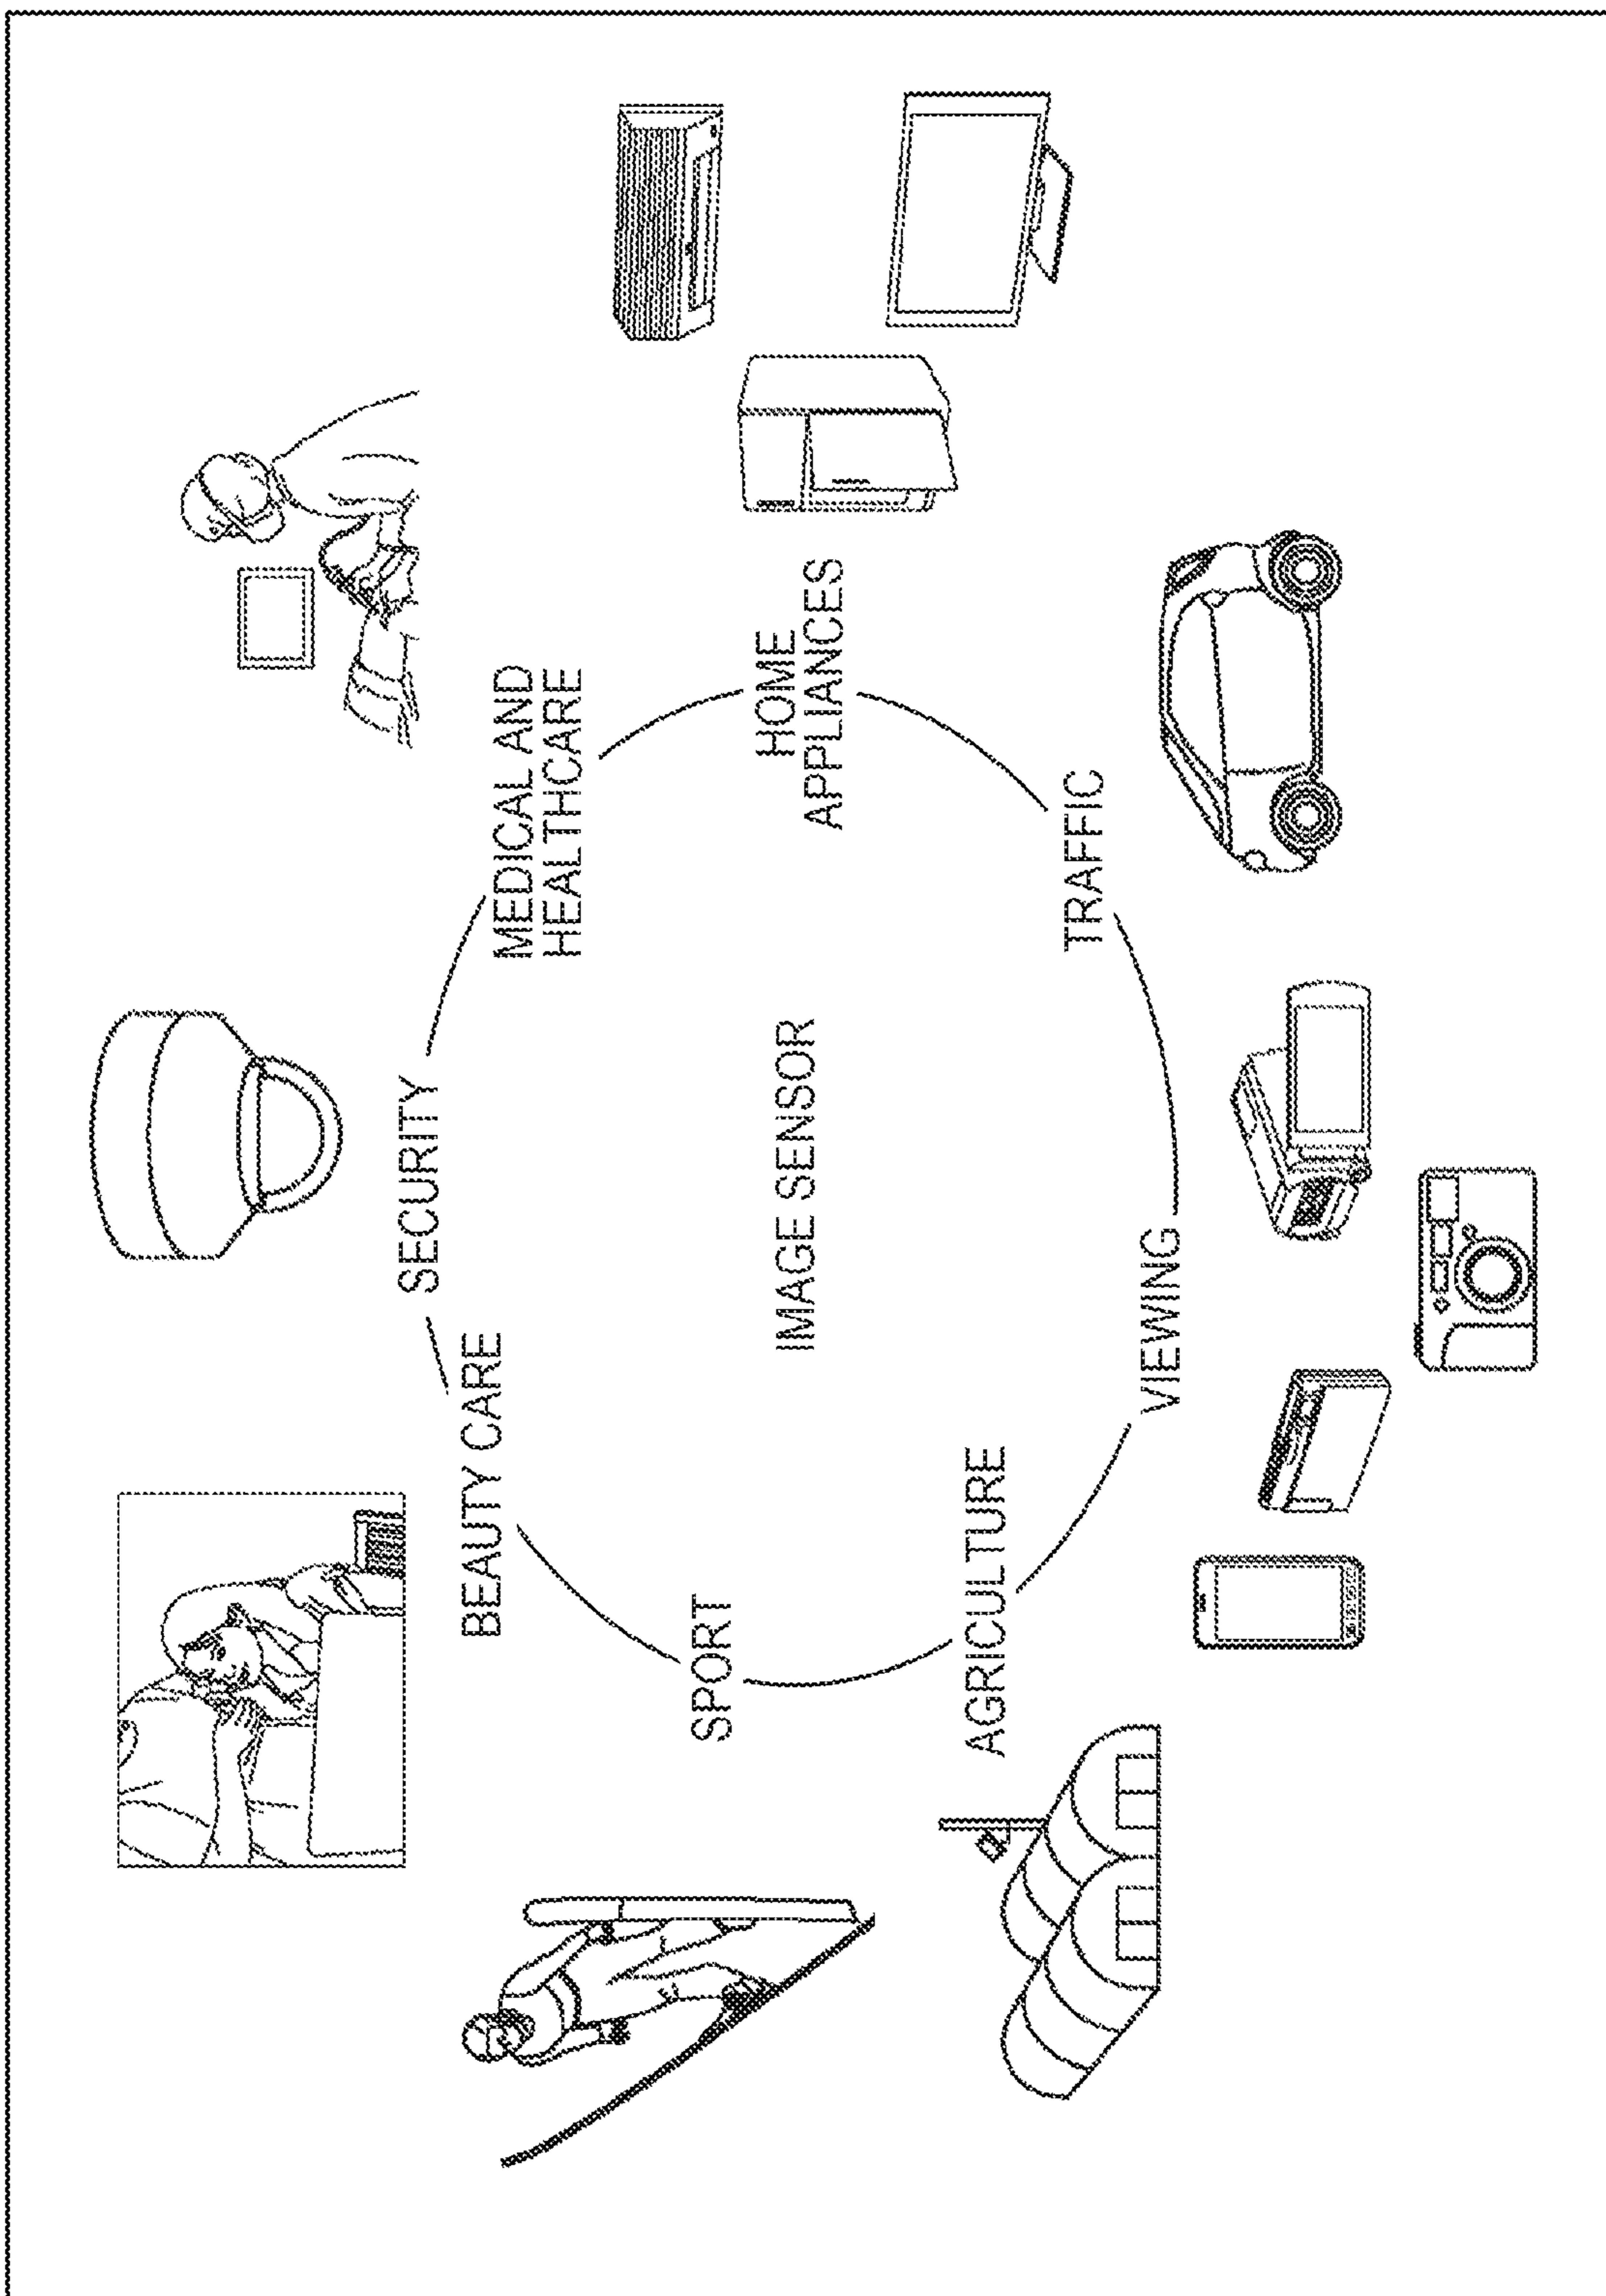 SECURITY
BEAUTY CARE
MEDICAL AND
HEALTHCARE
SPORT
IMAGE SENSOR
HOME
APPLIANCES
AGRICULTURE
TRAFFIC
VIEWING